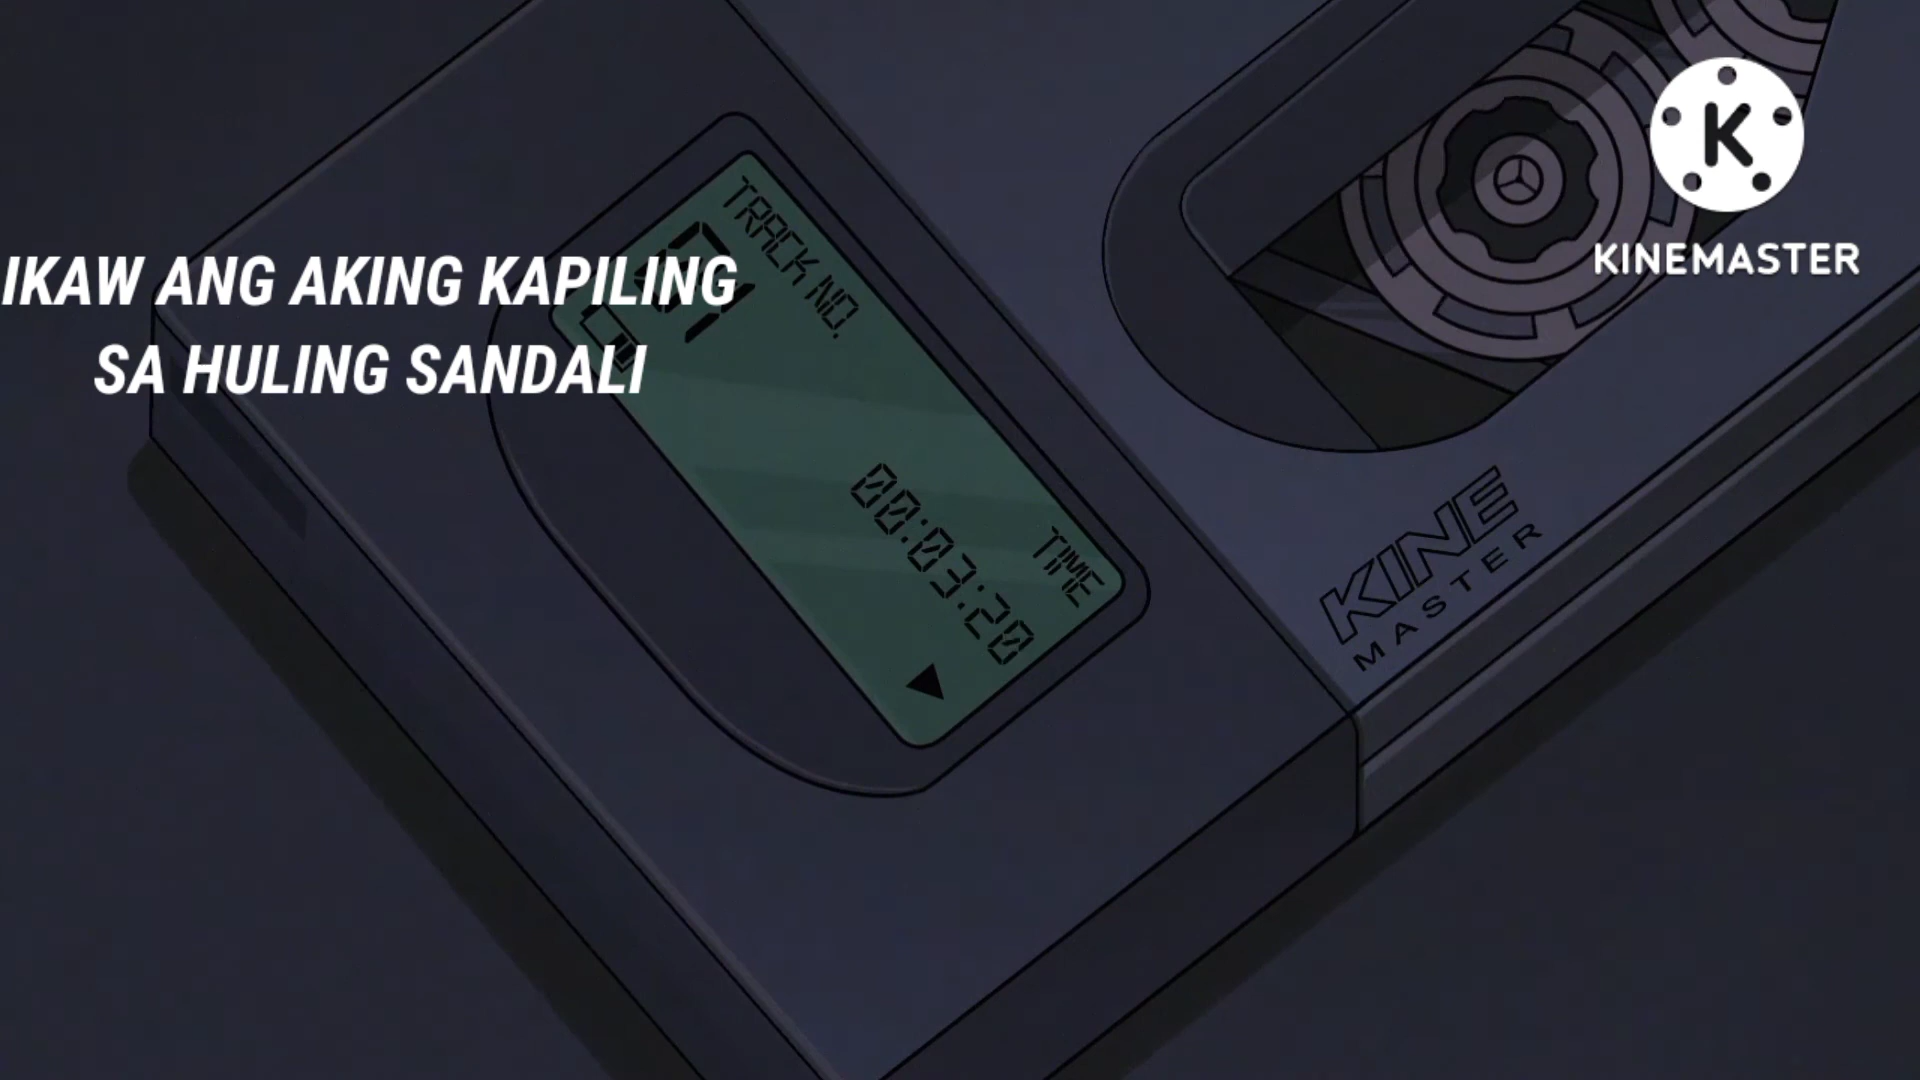 IKAW ANG AKING KAPILING
SA HULING SANDALI
K
KINEMASTER
TRACK NO.
TIME
00:03:20
KINE
MASTER